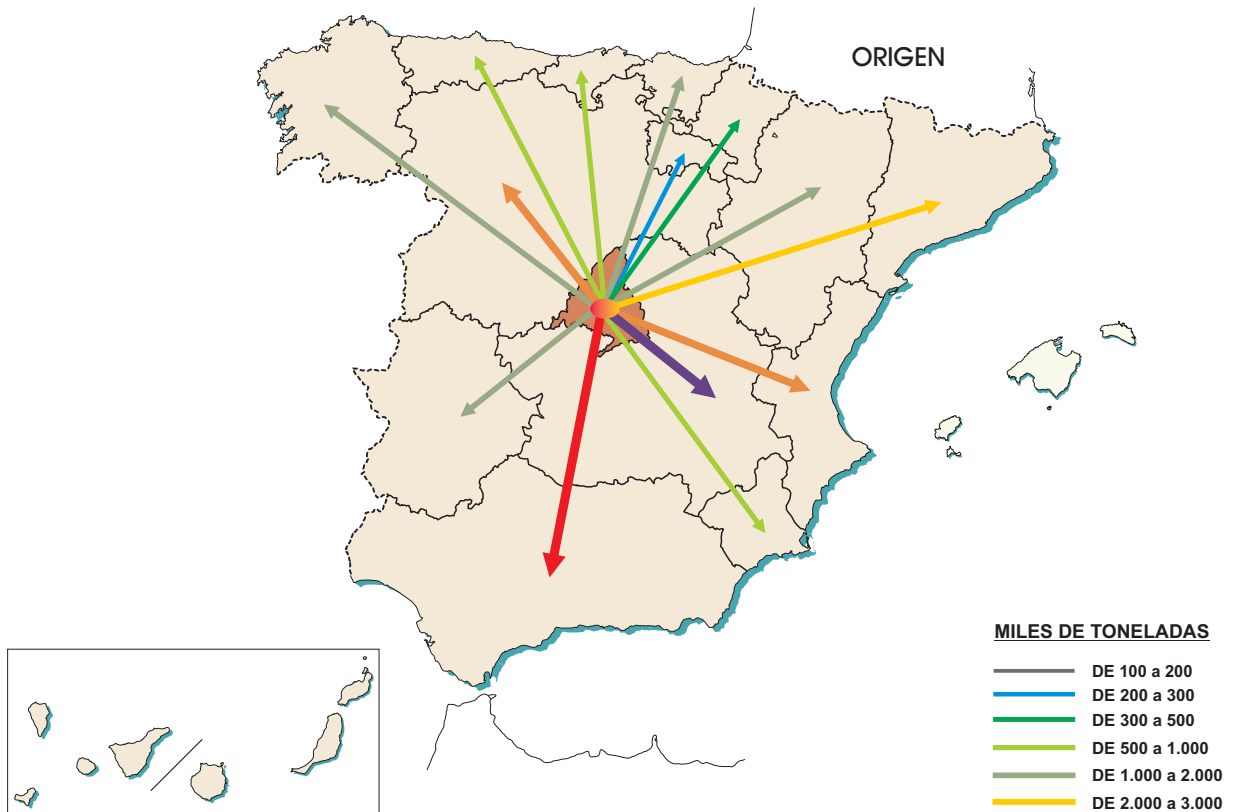 ORIGEN
MILES DE TONELADAS
DE 100 a 200
DE 200 a 300
DE 300 a 500
DE 500 a 1.000
DE 1.000 a 2.000
DE 2.000 a 3.000